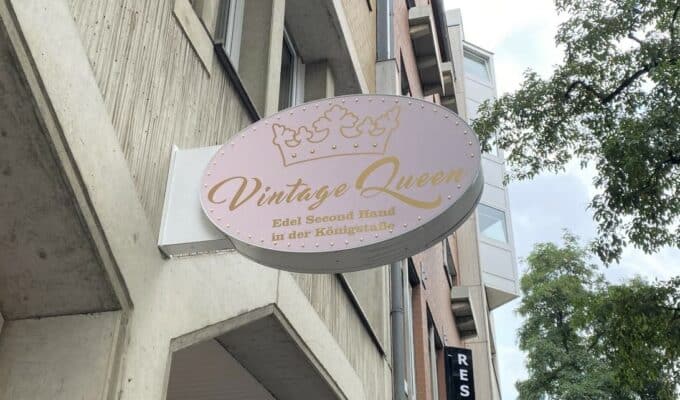 Vintage Queen
Edel Second Hand
in der Königstaße
RES